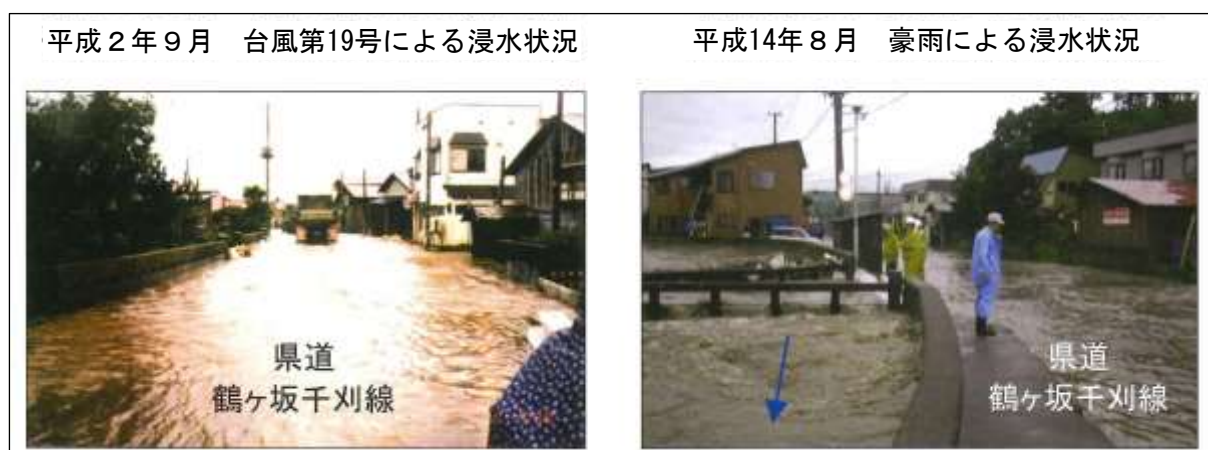 平成２年９月　台風第19号による浸水状況
平成14年８月　豪雨による浸水状況
県道
鶴ヶ坂千刈線
県道
鶴ヶ坂千刈線